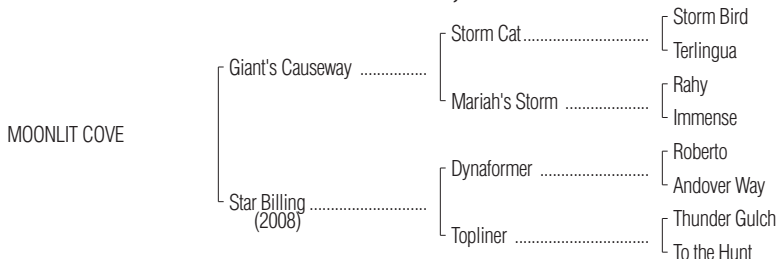 Storm Bird
Storm Cat
Terlingua
Giant's Causeway
Rahy
Mariah's Storm
Immense
MOONLIT COVE
Roberto
Dynaformer
Andover Way
Star Billing
(2008)
Thunder Gulch
Topliner
To the Hunt